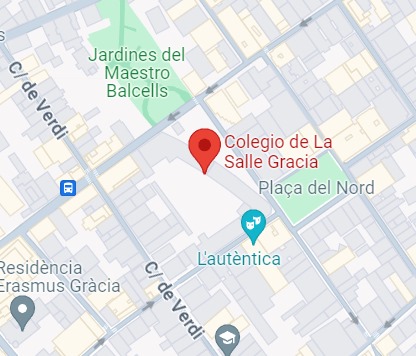 s
Jardines del
Maestro
Balcells
C/ de Verdi
Colegio de La
Salle Gracia
Plaça del Nord
L'autèntica
Residència
Erasmus Gràcia
C/ de Verdi